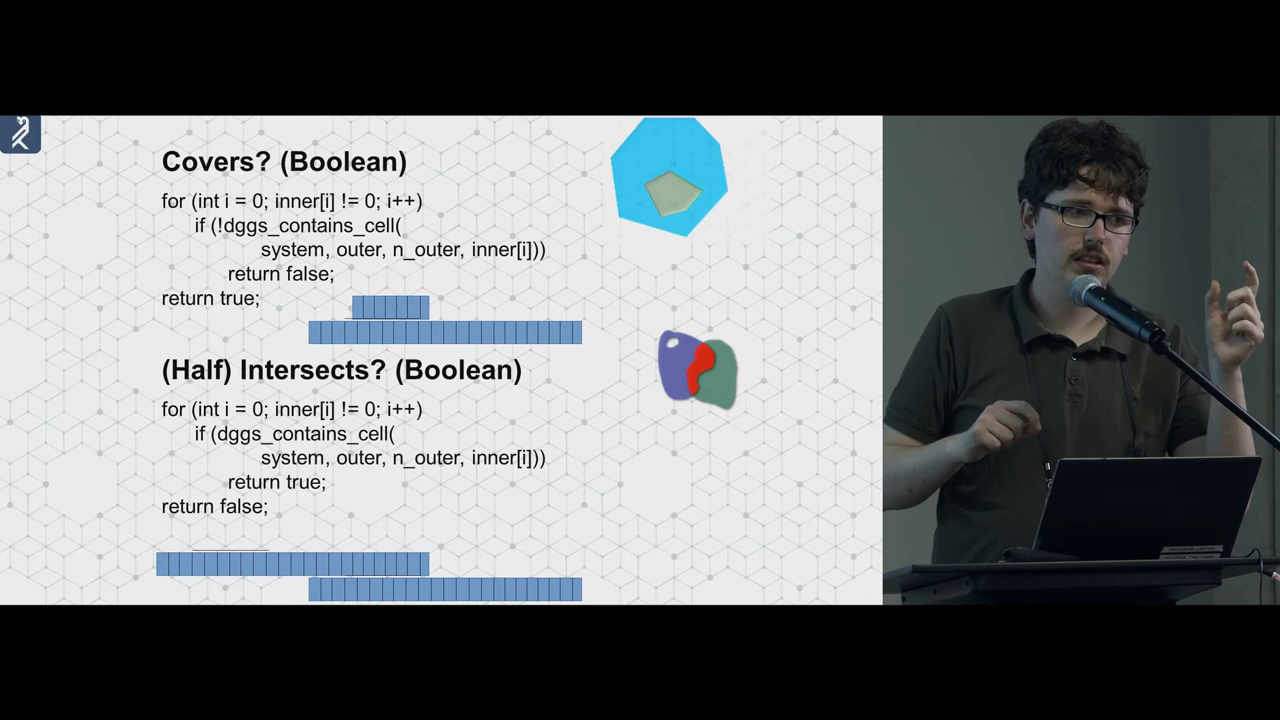 Covers? (Boolean)
for (int i = 0; inner[i] != 0; i++)
if (!dggs_contains_cell(
system, outer, n_outer, inner[i]))
return false;
return true;
(Half) Intersects? (Boolean)
for (int i = 0; inner[i] != 0; i++)
if (dggs_contains_cell(
system, outer, n_outer, inner[i]))
return true;
return false;